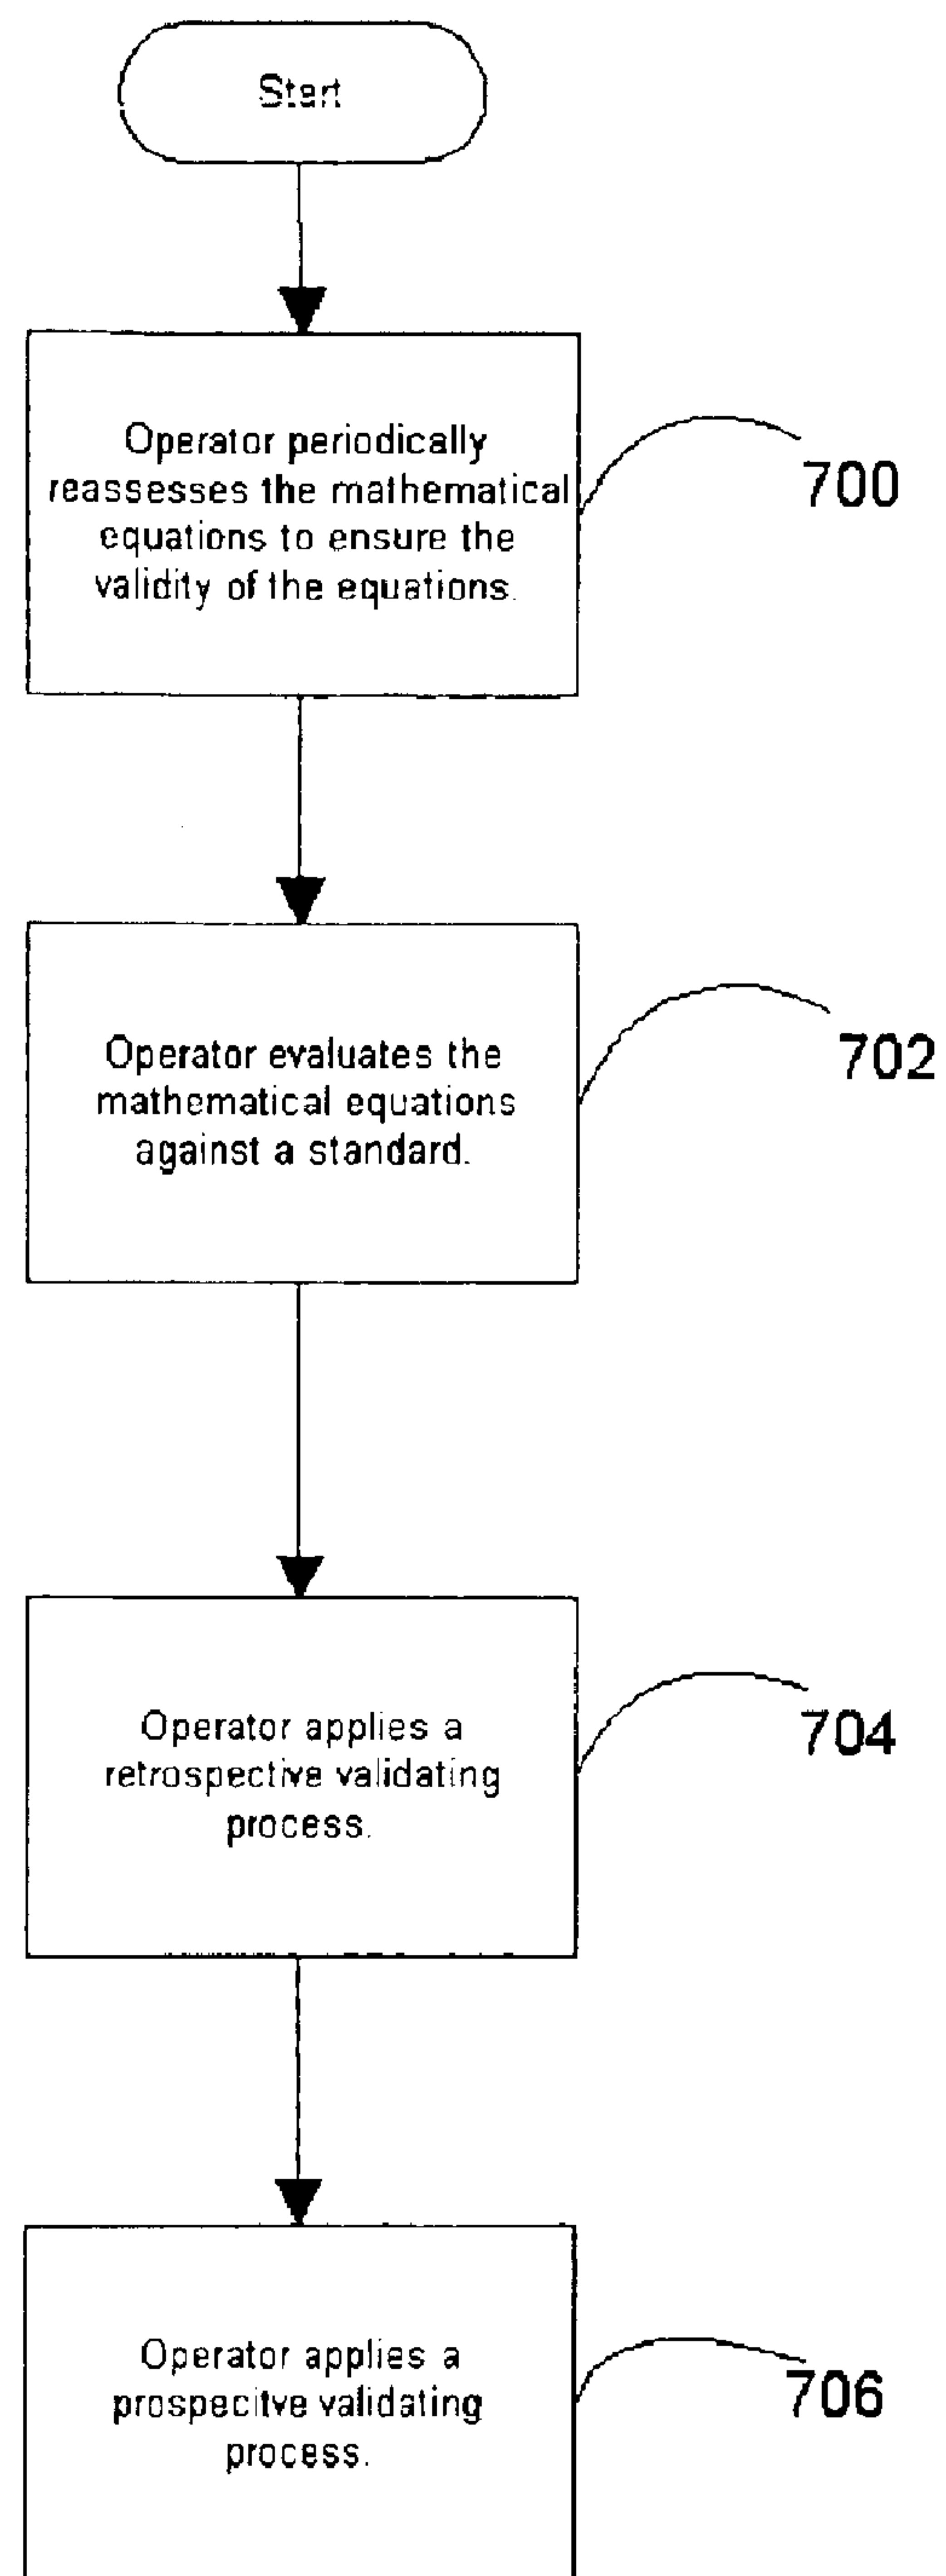 Start
Operator periodically
reassesses the mathematical
equations to ensure the
validity of the equations.
700
Operator evaluates the
mathematical equations
against a standard.
702
Operator applies a
retrospective validating
process.
704
Operator applies a
prospecitve validating
process.
706